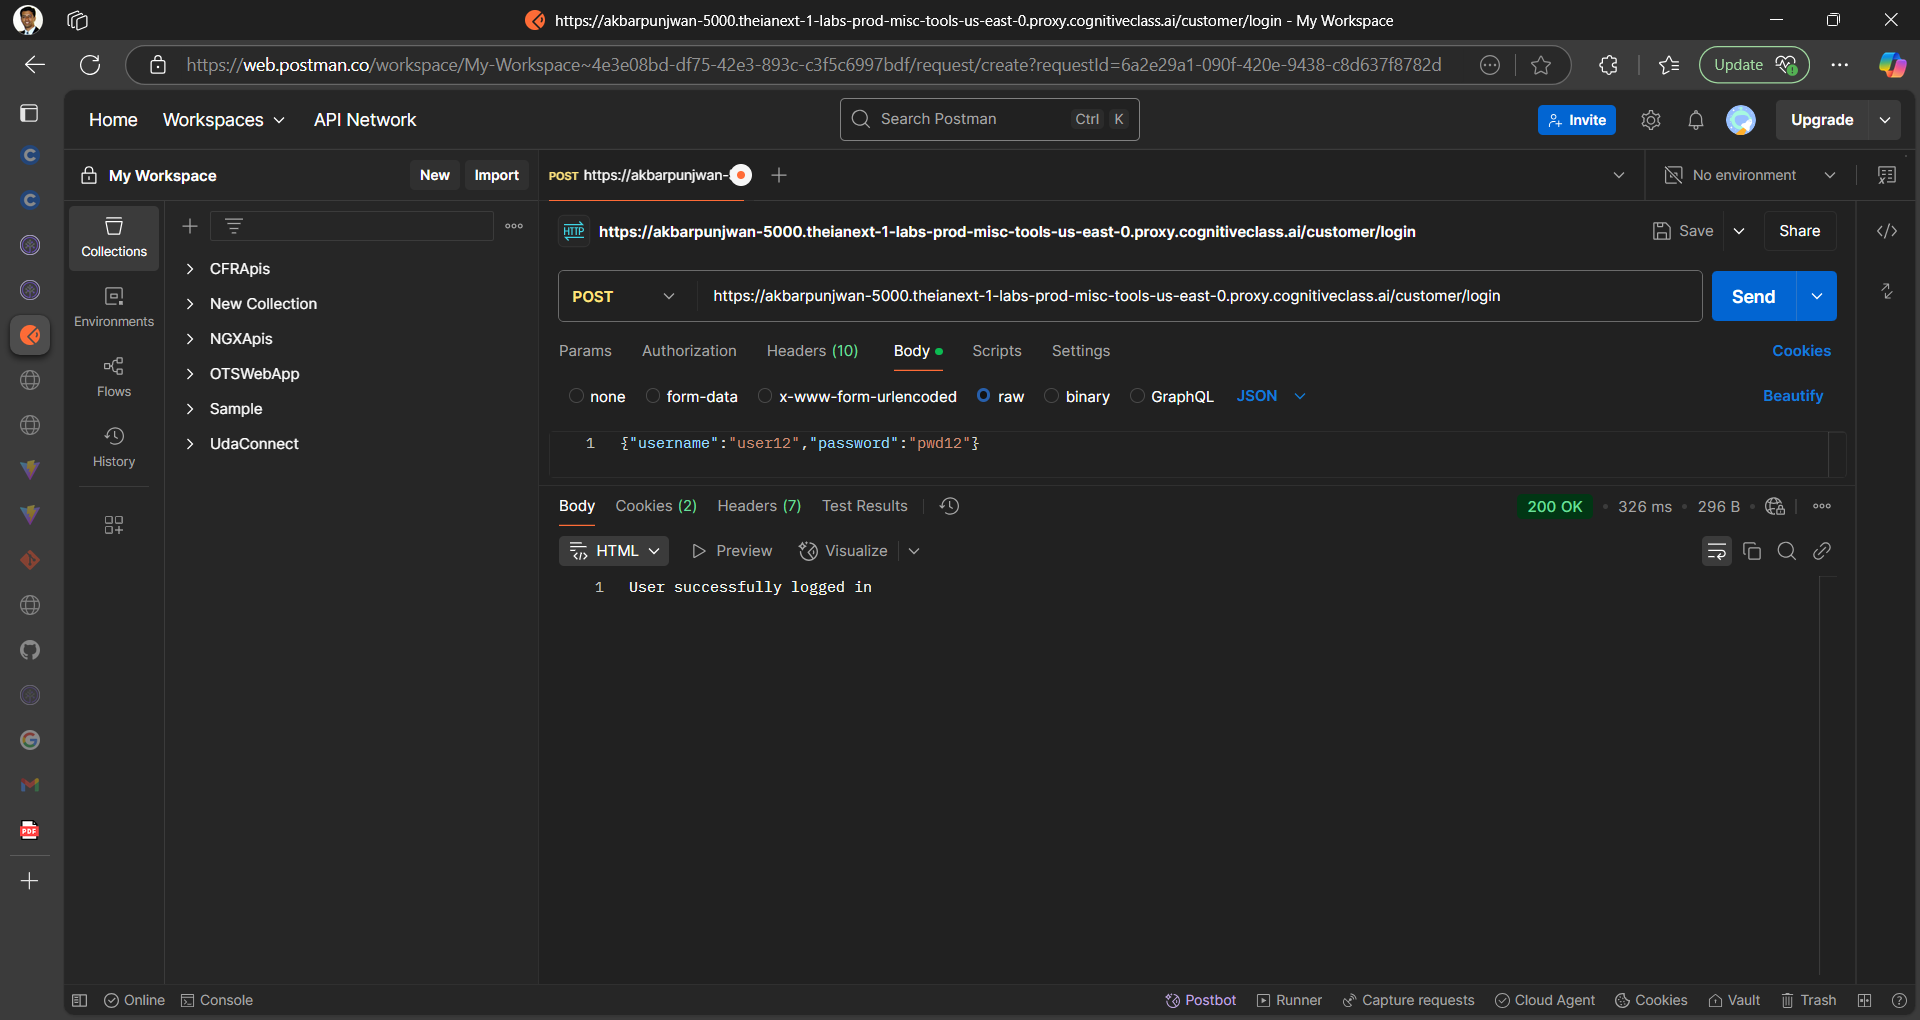 https://akbarpunjwan-5000.theianext-1-labs-prod-misc-tools-us-east-0.proxy.cognitiveclass.ai/customer/login - My Workspace
https://web.postman.co/workspace/My-Workspace~4e3e08bd-df75-42e3-893c-c3f5c6997bdf/request/create?requestId=6a2e29a1-090f-420e-9438-c8d637f8782d
Update
Home Workspaces API Network
Search Postman Ctrl K
Invite
Upgrade
My Workspace New Import
POST https://akbarpunjwan-
No environment
Collections
Environments
Flows
History
CFRApis
New Collection
NGXApis
OTSWebApp
Sample
UdaConnect
HTTP https://akbarpunjwan-5000.theianext-1-labs-prod-misc-tools-us-east-0.proxy.cognitiveclass.ai/customer/login
Save Share
POST https://akbarpunjwan-5000.theianext-1-labs-prod-misc-tools-us-east-0.proxy.cognitiveclass.ai/customer/login
Send
Params Authorization Headers (10) Body Scripts Settings Cookies
none form-data x-www-form-urlencoded raw binary GraphQL JSON Beautify
1 {"username":"user12","password":"pwd12"}
Body Cookies (2) Headers (7) Test Results 200 OK • 326 ms • 296 B
HTML Preview Visualize
1 User successfully logged in
PDF
Online Console
Postbot Runner Capture requests Cloud Agent Cookies Vault Trash